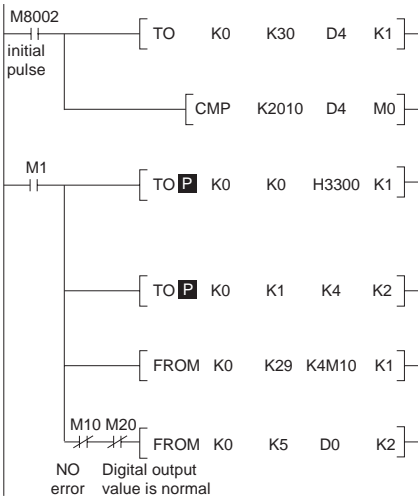 M8002
TO K0 K30 D4 K1
initial
pulse
CMP K2010 D4 M0
M1
TO P K0 K0 H3300 K1
TO P K0 K1 K4 K2
FROM K0 K29 K4M10 K1
M10 M20
FROM K0 K5 D0 K2
NO Digital output
error value is normal